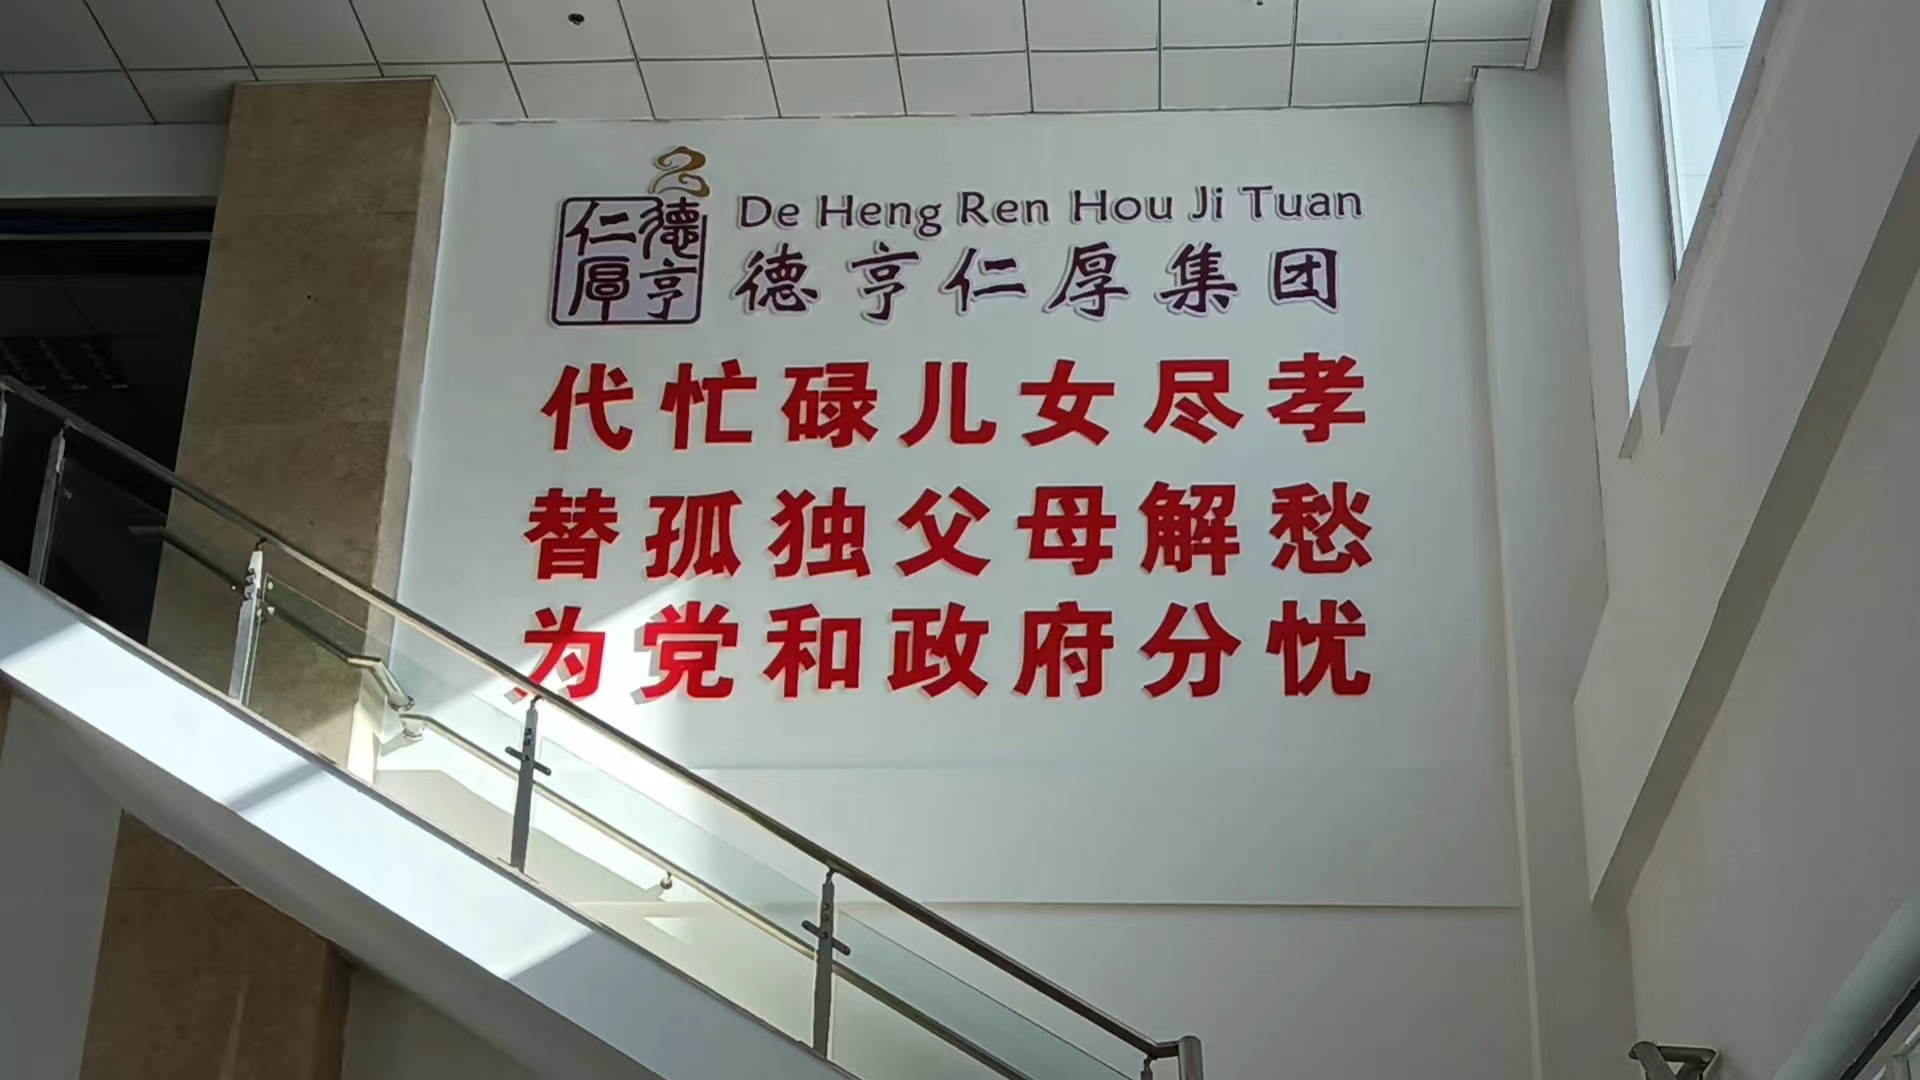 德亨仁厚
De Heng Ren Hou Ji Tuan
德亨仁厚集团
代忙碌儿女尽孝
替孤独父母解愁
为党和政府分忧